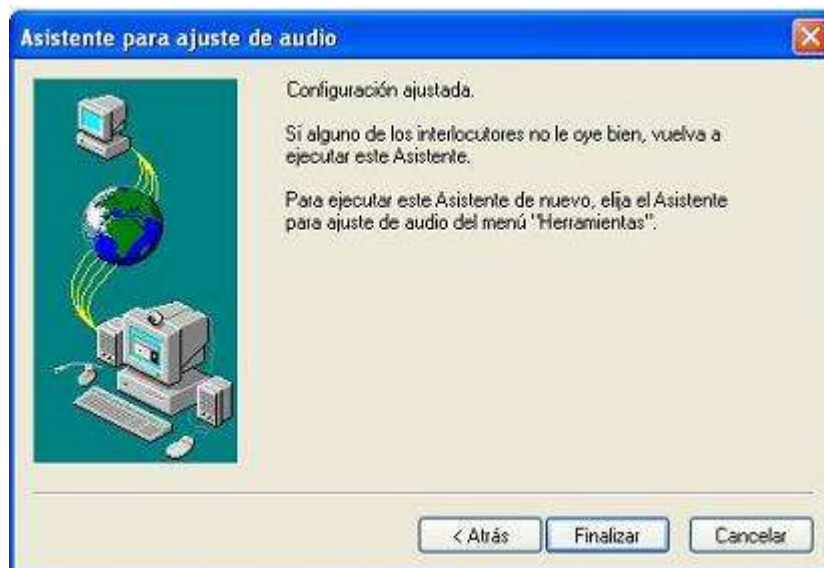 Asistente para ajuste de audio
Configuración ajustada.
Si alguno de los interlocutores no le oye bien, vuelva a
ejecutar este Asistente.
Para ejecutar este Asistente de nuevo, elija el Asistente
para ajuste de audio del menú "Herramientas".
< Atrás
Finalizar
Cancelar